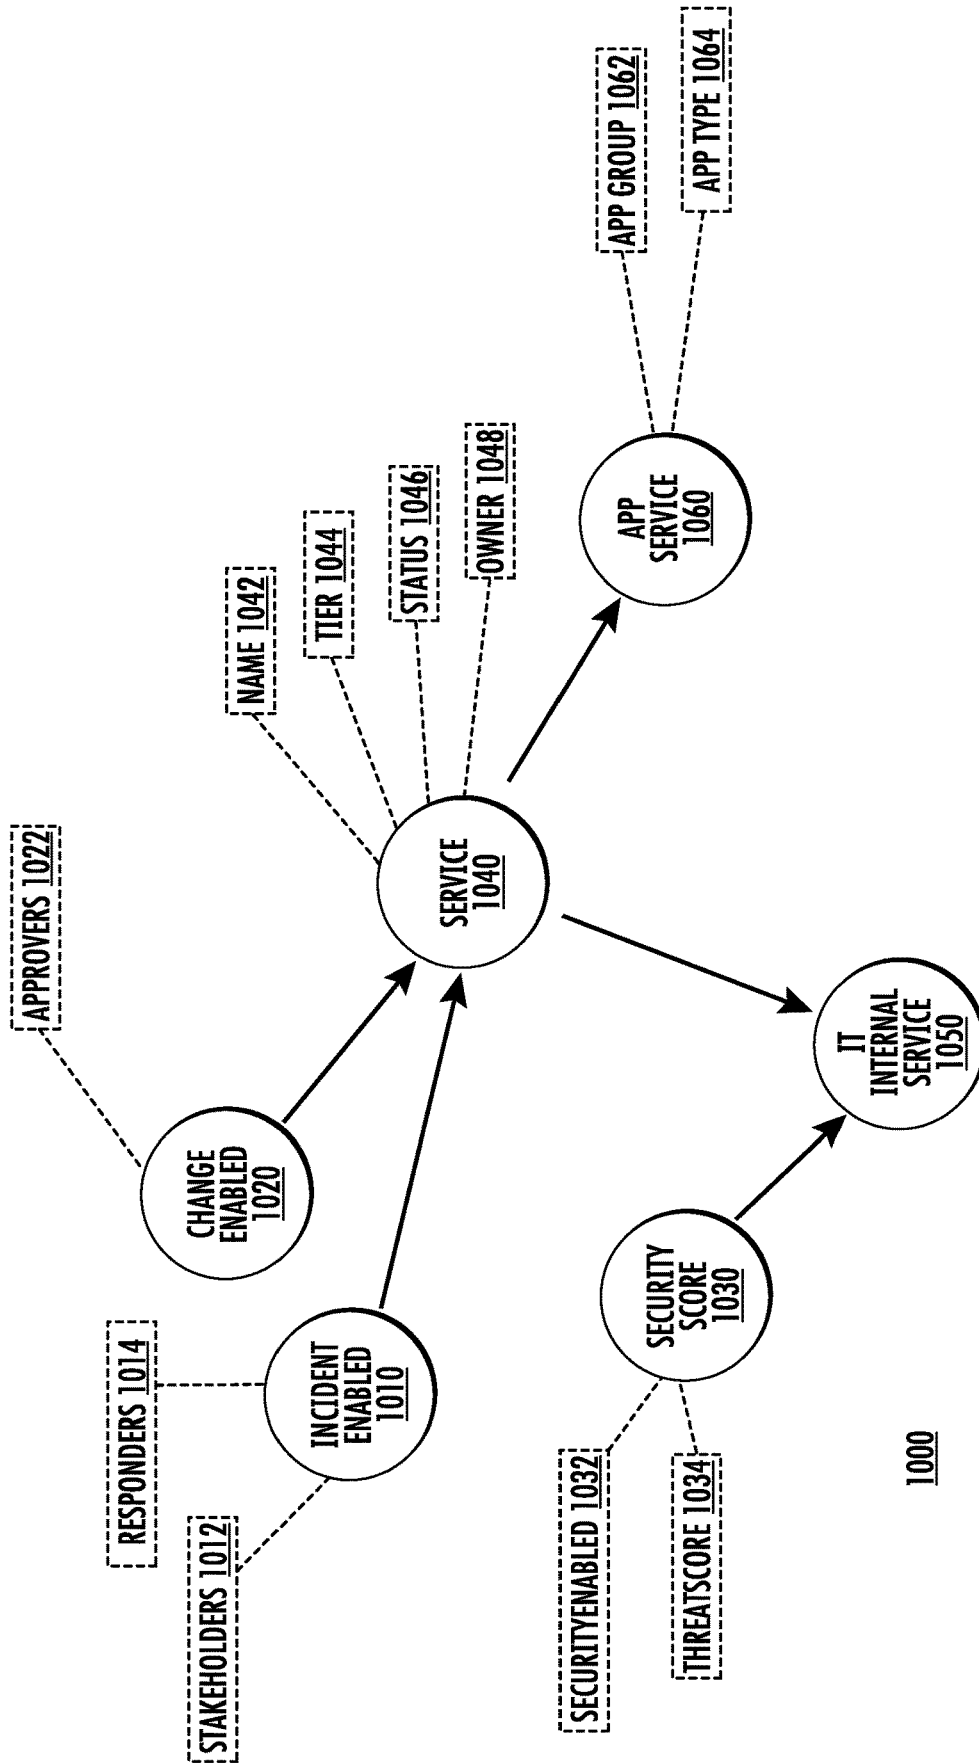 APPROVERS 1022
RESPONDERS 1014
STAKEHOLDERS 1012
CHANGE
ENABLED
1020
INCIDENT
ENABLED
1010
NAME 1042
TIER 1044
STATUS 1046
OWNER 1048
SERVICE
1040
APP GROUP 1062
APP TYPE 1064
APP
SERVICE
1060
SECURITYENABLED 1032
THREATSCORE 1034
SECURITY
SCORE
1030
IT
INTERNAL
SERVICE
1050
1000